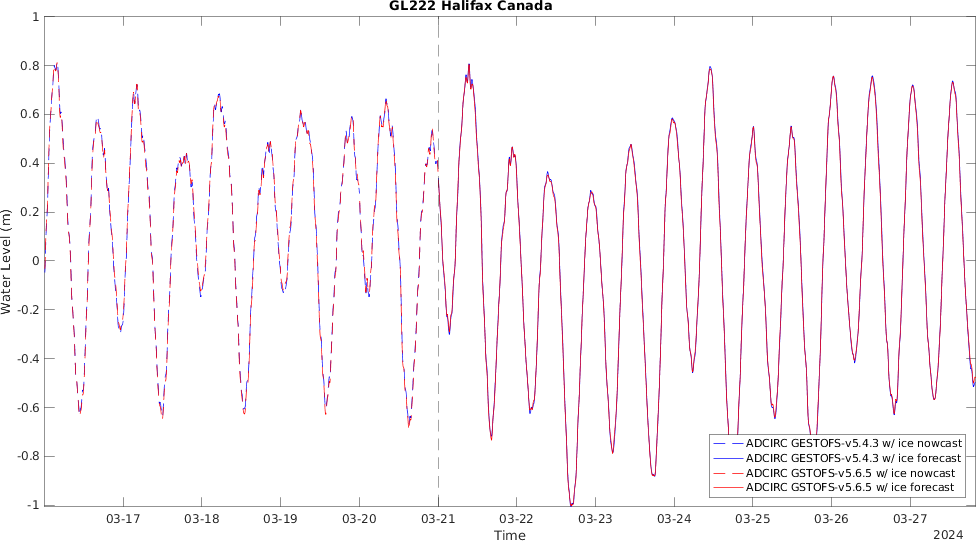 GL222 Halifax Canada
1
0.8
0.6
0.4
0.2
0
-0.2
-0.4
-0.6
-0.8
-1
Water Level (m)
ADCIRC GESTOFS-v5.4.3 w/ ice nowcast
ADCIRC GESTOFS-v5.4.3 w/ ice forecast
ADCIRC GSTOFS-v5.6.5 w/ ice nowcast
ADCIRC GSTOFS-v5.6.5 w/ ice forecast
03-17 03-18 03-19 03-20 03-21 03-22 03-23 03-24 03-25 03-26 03-27
Time
2024